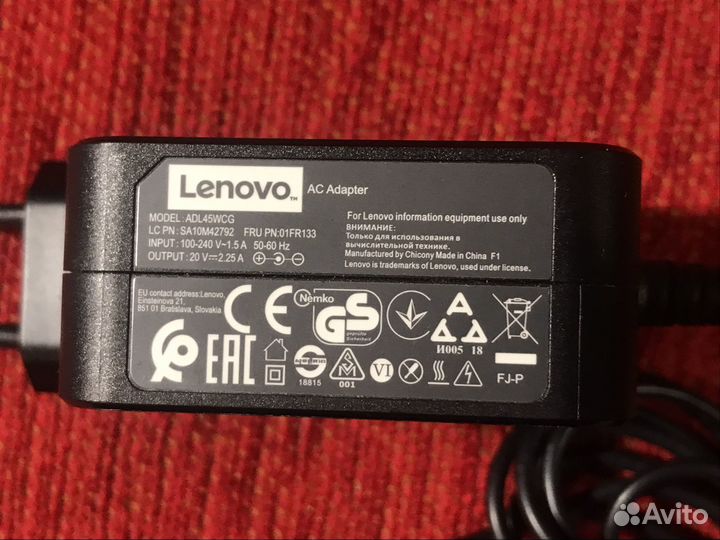 Lenovo™ AC Adapter
MODEL: ADL45WCG
LC PN: SA10M42792 FRU PN:01FR133
INPUT: 100-240 V~1.5 A 50-60 Hz
OUTPUT: 20 V⎓2.25 A
For Lenovo information equipment use only
ВНИМАНИЕ:
Только для использования в
вычислительной технике.
Manufactured by Chicony Made in China F1
Lenovo is trademarks of Lenovo, used under license.
EU contact address:Lenovo,
Einsteinova 21,
851 01 Bratislava, Slovakia
CE
Nemko
GS
geprüfte
Sicherheit
И005 18
EAC
18815
001
VI
FJ-P
Avito